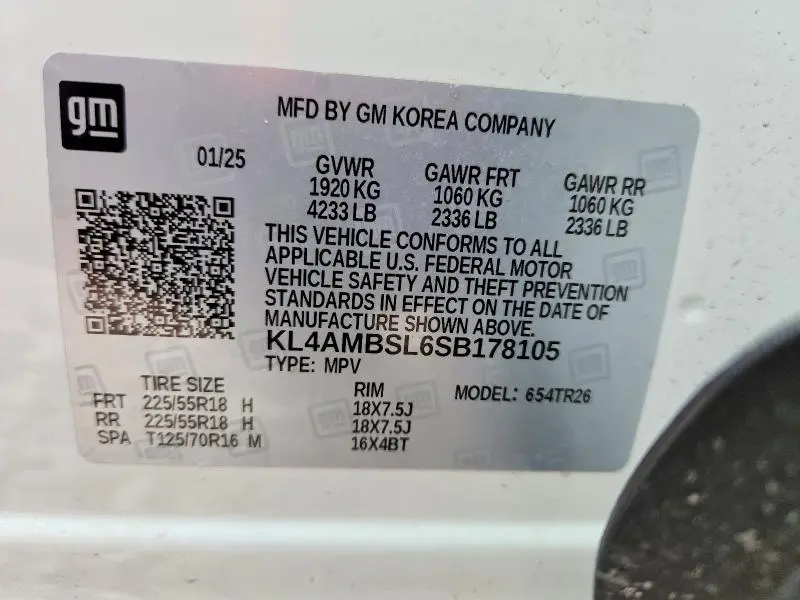 gm
MFD BY GM KOREA COMPANY
01/25
GVWR
1920 KG
4233 LB
GAWR FRT
1060 KG
2336 LB
GAWR RR
1060 KG
2336 LB
THIS VEHICLE CONFORMS TO ALL
APPLICABLE U.S. FEDERAL MOTOR
VEHICLE SAFETY AND THEFT PREVENTION
STANDARDS IN EFFECT ON THE DATE OF
MANUFACTURE SHOWN ABOVE.
KL4AMBSL6SB178105
TYPE: MPV
MODEL: 654TR26
TIRE SIZE
FRT 225/55R18 H
RR 225/55R18 H
SPA T125/70R16 M
RIM
18X7.5J
18X7.5J
16X4BT